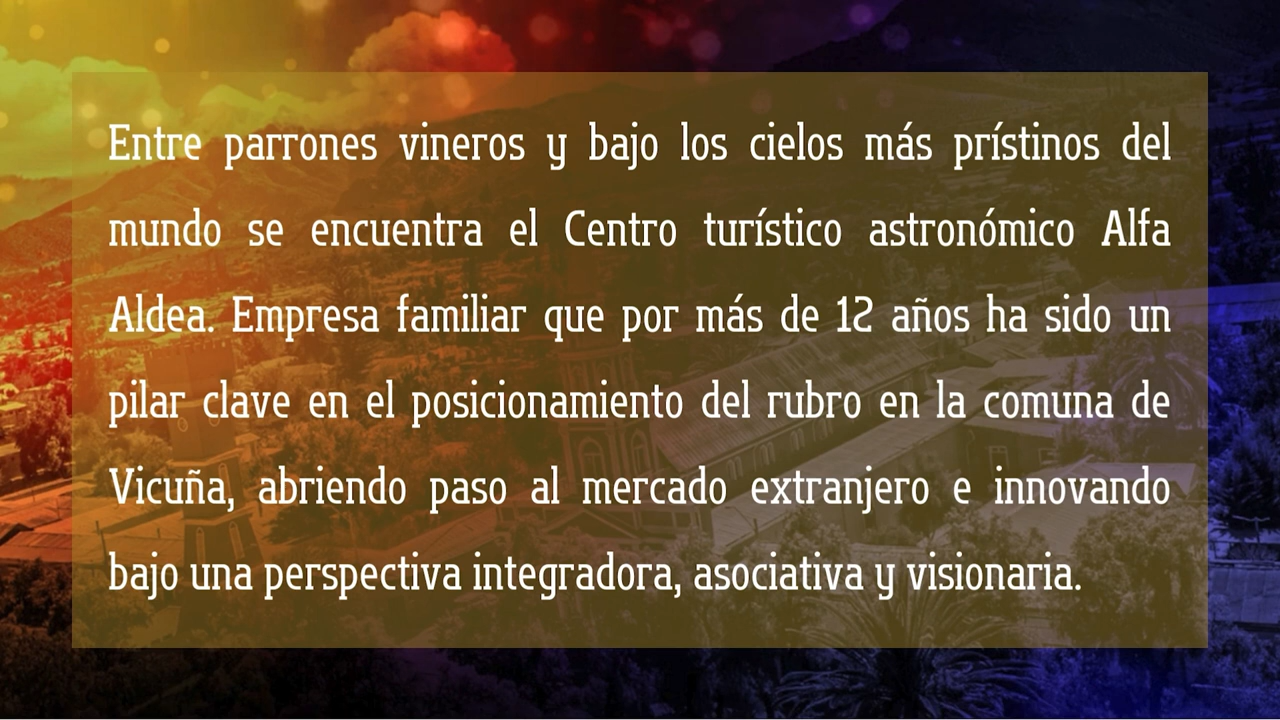 Entre parrones vineros y bajo los cielos más prístinos del
mundo se encuentra el Centro turístico astronómico Alfa
Aldea. Empresa familiar que por más de 12 años ha sido un
pilar clave en el posicionamiento del rubro en la comuna de
Vicuña, abriendo paso al mercado extranjero e innovando
bajo una perspectiva integradora, asociativa y visionaria.